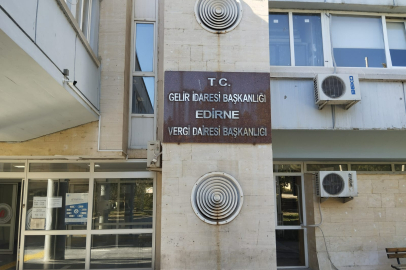 T.C.
GELİR İDARESİ BAŞKANLIĞI
EDİRNE
VERGİ DAİRESİ BAŞKANLIĞI